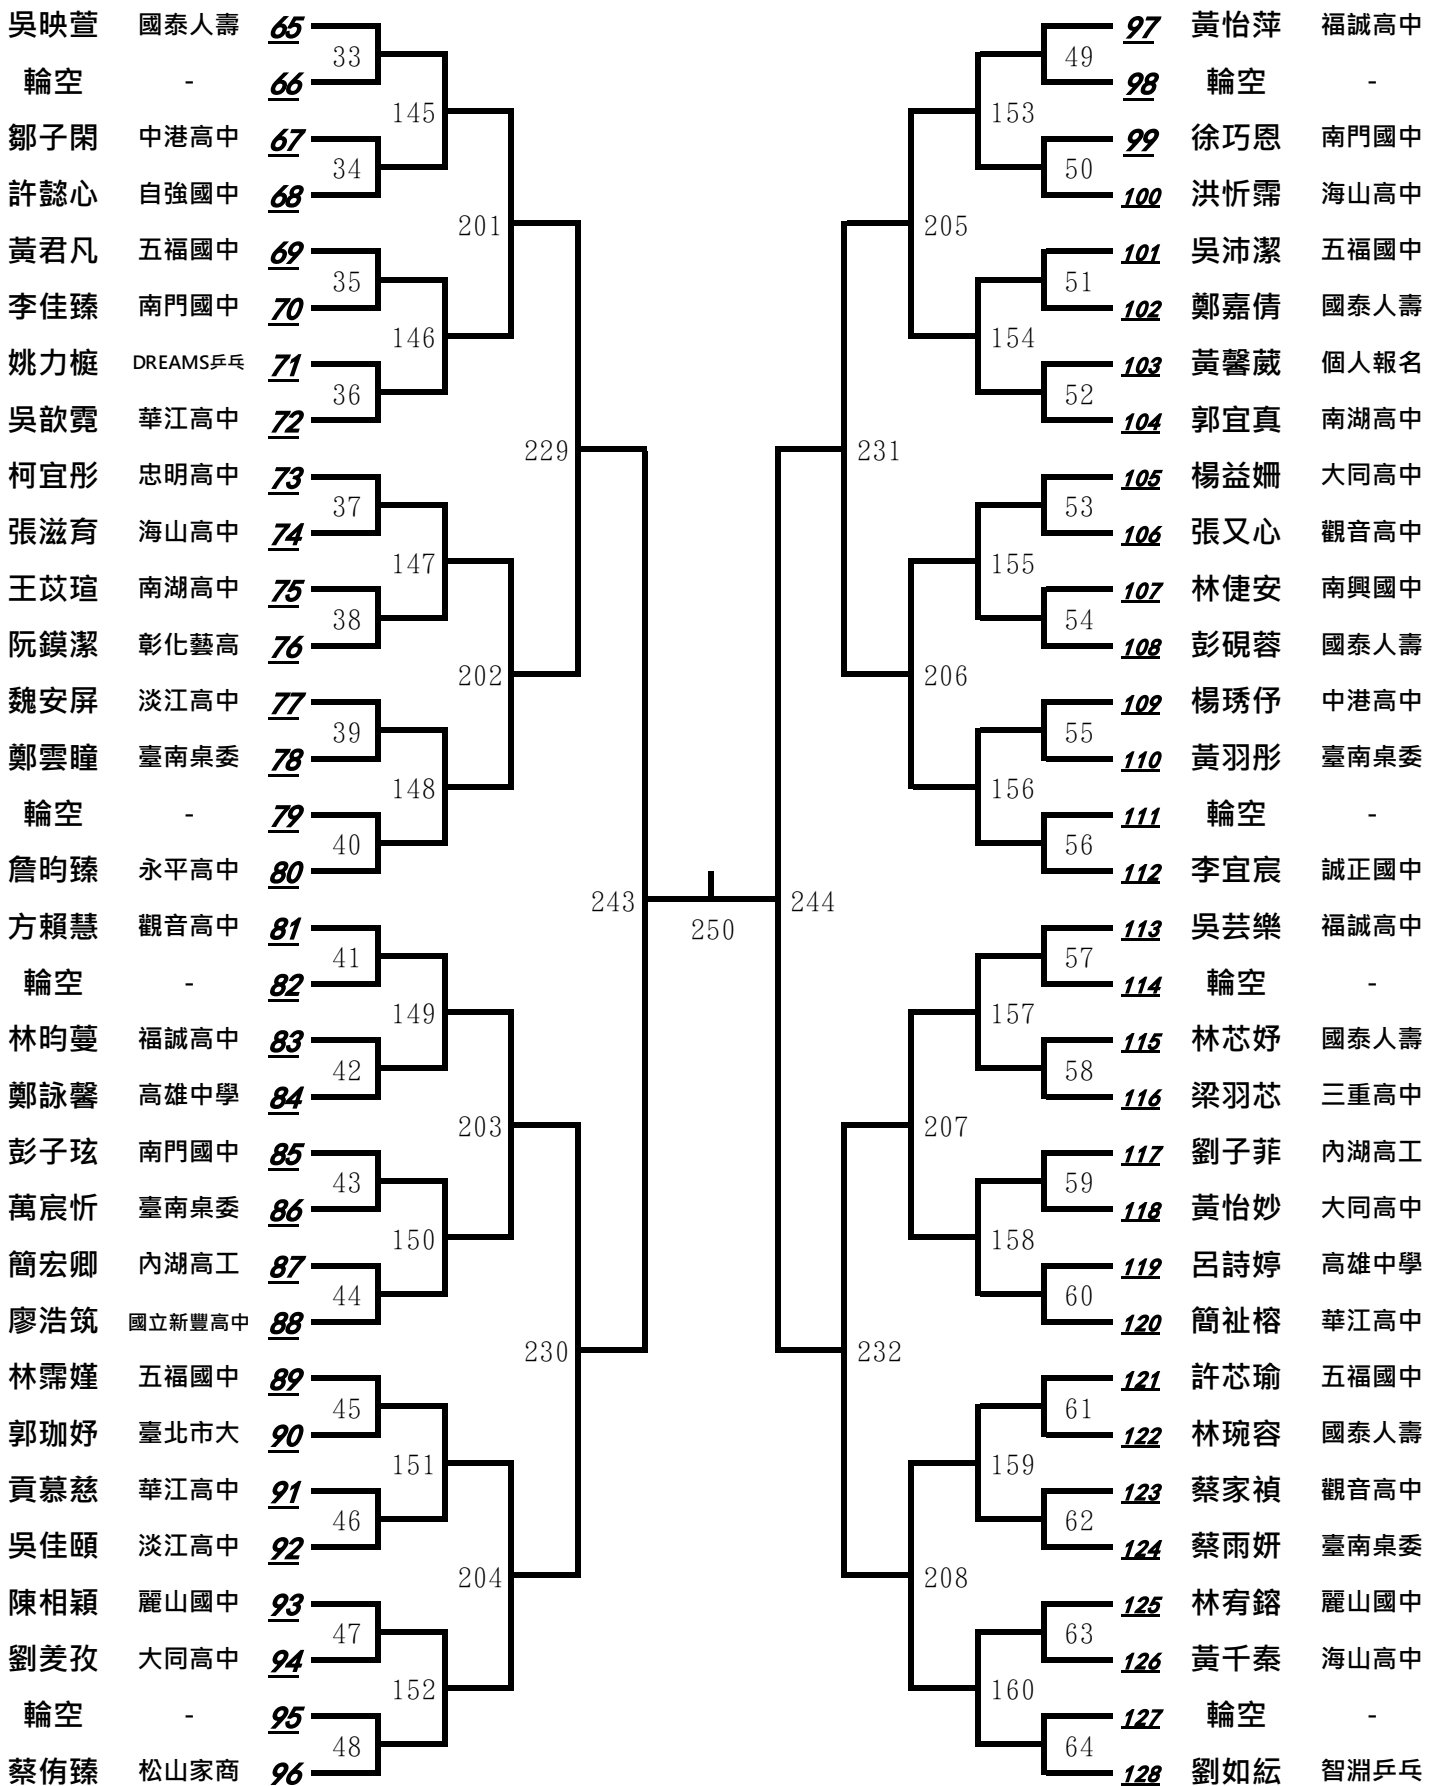 吳映萱 國泰人壽 65 97 黃怡萍 福誠高中
33 49
輪空 - 66 98 輪空 -
145 153
鄒子閑 中港高中 67 99 徐巧恩 南門國中
34 50
許懿心 自強國中 68 100 洪忻霈 海山高中
201 205
黃君凡 五福國中 69 101 吳沛潔 五福國中
35 51
李佳臻 南門國中 70 102 鄭嘉倩 國泰人壽
146 154
姚力榳 DREAMS乒乓 71 103 黃馨葳 個人報名
36 52
吳歆霓 華江高中 72 104 郭宜真 南湖高中
229 231
柯宜彤 忠明高中 73 105 楊益姍 大同高中
37 53
張滋育 海山高中 74 106 張又心 觀音高中
147 155
王苡瑄 南湖高中 75 107 林倢安 南興國中
38 54
阮鏌潔 彰化藝高 76 108 彭硯蓉 國泰人壽
202 206
魏安屏 淡江高中 77 109 楊琇伃 中港高中
39 55
鄭雲瞳 臺南桌委 78 110 黃羽彤 臺南桌委
148 156
輪空 - 79 111 輪空 -
40 56
詹昀臻 永平高中 80 112 李宜宸 誠正國中
243 244
250
方賴慧 觀音高中 81 113 吳芸樂 福誠高中
41 57
輪空 - 82 114 輪空 -
149 157
林昀蔓 福誠高中 83 115 林芯妤 國泰人壽
42 58
鄭詠馨 高雄中學 84 116 梁羽芯 三重高中
203 207
彭子玹 南門國中 85 117 劉子菲 內湖高工
43 59
萬宸忻 臺南桌委 86 118 黃怡妙 大同高中
150 158
簡宏卿 內湖高工 87 119 呂詩婷 高雄中學
44 60
廖浩筑 國立新豐高中 88 120 簡祉榕 華江高中
230 232
林霈嫤 五福國中 89 121 許芯瑜 五福國中
45 61
郭珈妤 臺北市大 90 122 林琬容 國泰人壽
151 159
貢慕慈 華江高中 91 123 蔡家禎 觀音高中
46 62
吳佳頤 淡江高中 92 124 蔡雨妍 臺南桌委
204 208
陳相穎 麗山國中 93 125 林宥鎔 麗山國中
47 63
劉羑孜 大同高中 94 126 黃千秦 海山高中
152 160
輪空 - 95 127 輪空 -
48 64
蔡侑臻 松山家商 96 128 劉如紜 智淵乒乓